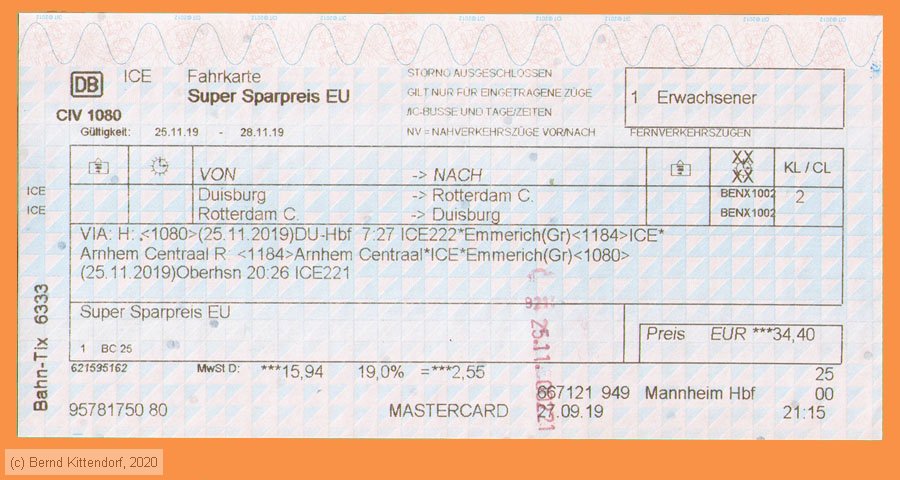 DB ICE Fahrkarte
Super Sparpreis EU
CIV 1080
Gültigkeit: 25.11.19 - 28.11.19
STORNO AUSGESCHLOSSEN
GILT NUR FÜR EINGETRAGENE ZÜGE
/IC-BUSSE UND TAGE/ZEITEN
NV = NAHVERKEHRSZÜGE VOR/NACH
1 Erwachsener
FERNVERKEHRSZÜGEN
VON -> NACH KL / CL
ICE Duisburg -> Rotterdam C. BENX1002 2
ICE Rotterdam C. -> Duisburg BENX1002
VIA: H: <1080>(25.11.2019)DU-Hbf 7:27 ICE222*Emmerich(Gr)<1184>ICE*
Arnhem Centraal R: <1184>Arnhem Centraal*ICE*Emmerich(Gr)<1080>
(25.11.2019)Oberhsn 20:26 ICE221
Super Sparpreis EU
1 BC 25
Preis EUR ***34,40
621595162 MwSt D: ***15,94 19,0% =***2,55 25
667121 949 Mannheim Hbf 00
95781750 80 MASTERCARD 27.09.19 21:15
Bahn-Tix 6333
25.11.
(c) Bernd Kittendorf, 2020